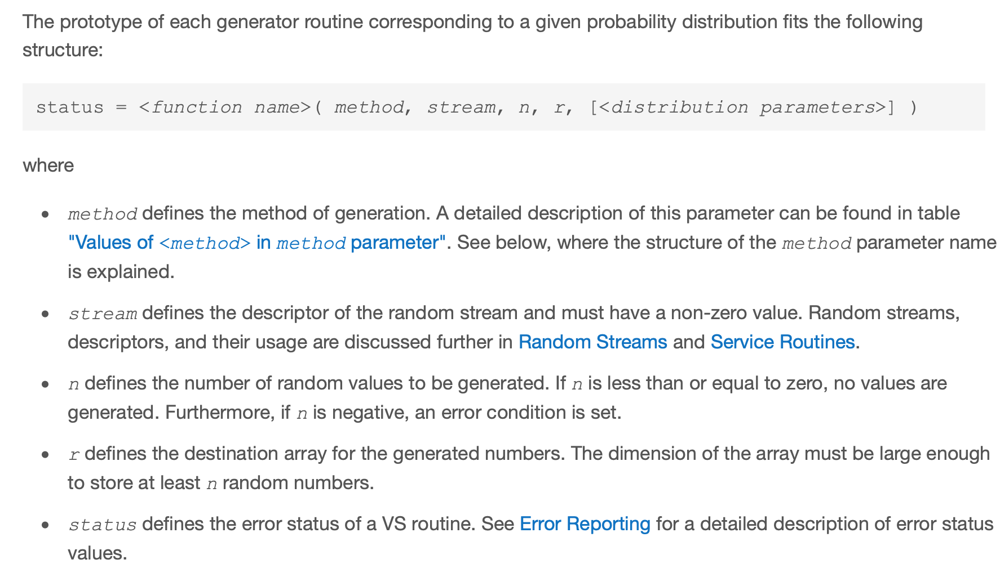 The prototype of each generator routine corresponding to a given probability distribution fits the following
structure:
status = <function name>( method, stream, n, r, [<distribution parameters>] )
where
• method defines the method of generation. A detailed description of this parameter can be found in table
"Values of <method> in method parameter". See below, where the structure of the method parameter name
is explained.
• stream defines the descriptor of the random stream and must have a non-zero value. Random streams,
descriptors, and their usage are discussed further in Random Streams and Service Routines.
• n defines the number of random values to be generated. If n is less than or equal to zero, no values are
generated. Furthermore, if n is negative, an error condition is set.
• r defines the destination array for the generated numbers. The dimension of the array must be large enough
to store at least n random numbers.
• status defines the error status of a VS routine. See Error Reporting for a detailed description of error status
values.